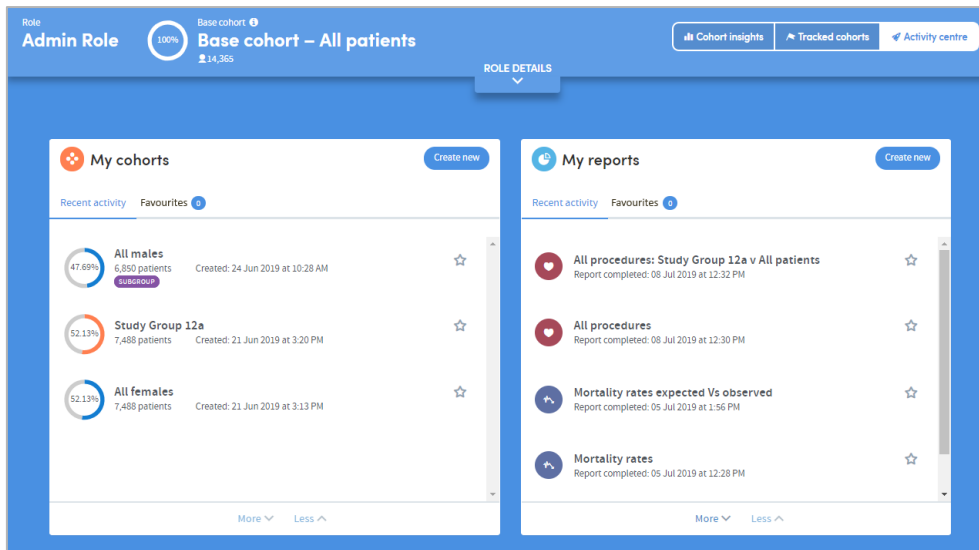 Role
Admin Role
100%
Base cohort
Base cohort – All patients
14,365
Cohort insights
Tracked cohorts
Activity centre
ROLE DETAILS
My cohorts
Create new
Recent activity Favourites 0
47.69%
All males
6,850 patients Created: 24 Jun 2019 at 10:28 AM
SUBGROUP
52.13%
Study Group 12a
7,488 patients Created: 21 Jun 2019 at 3:20 PM
52.13%
All females
7,488 patients Created: 21 Jun 2019 at 3:13 PM
More Less
My reports
Create new
Recent activity Favourites 0
All procedures: Study Group 12a v All patients
Report completed: 08 Jul 2019 at 12:32 PM
All procedures
Report completed: 08 Jul 2019 at 12:30 PM
Mortality rates expected Vs observed
Report completed: 05 Jul 2019 at 1:56 PM
Mortality rates
Report completed: 05 Jul 2019 at 12:28 PM
More Less